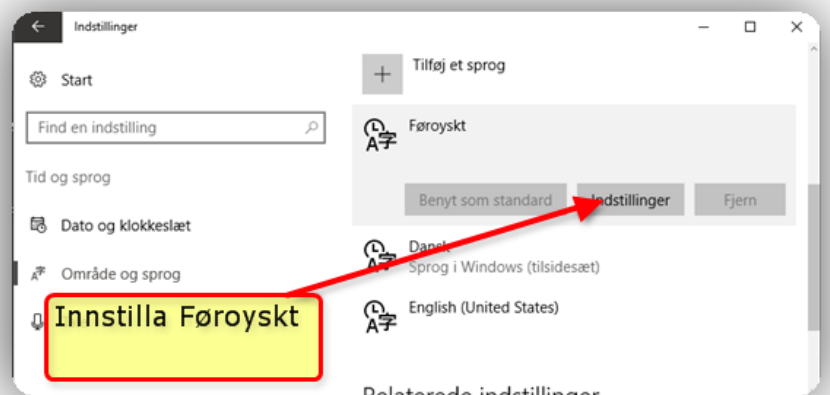 Indstillinger
Start
Find en indstilling
Tid og sprog
Dato og klokkeslæt
Område og sprog
Innstilla Føroyskt
Tilføj et sprog
Føroyskt
Benyt som standard
Indstillinger
Fjern
Dansk
Sprog i Windows (tilsidesæt)
English (United States)
Relaterede indstillinger